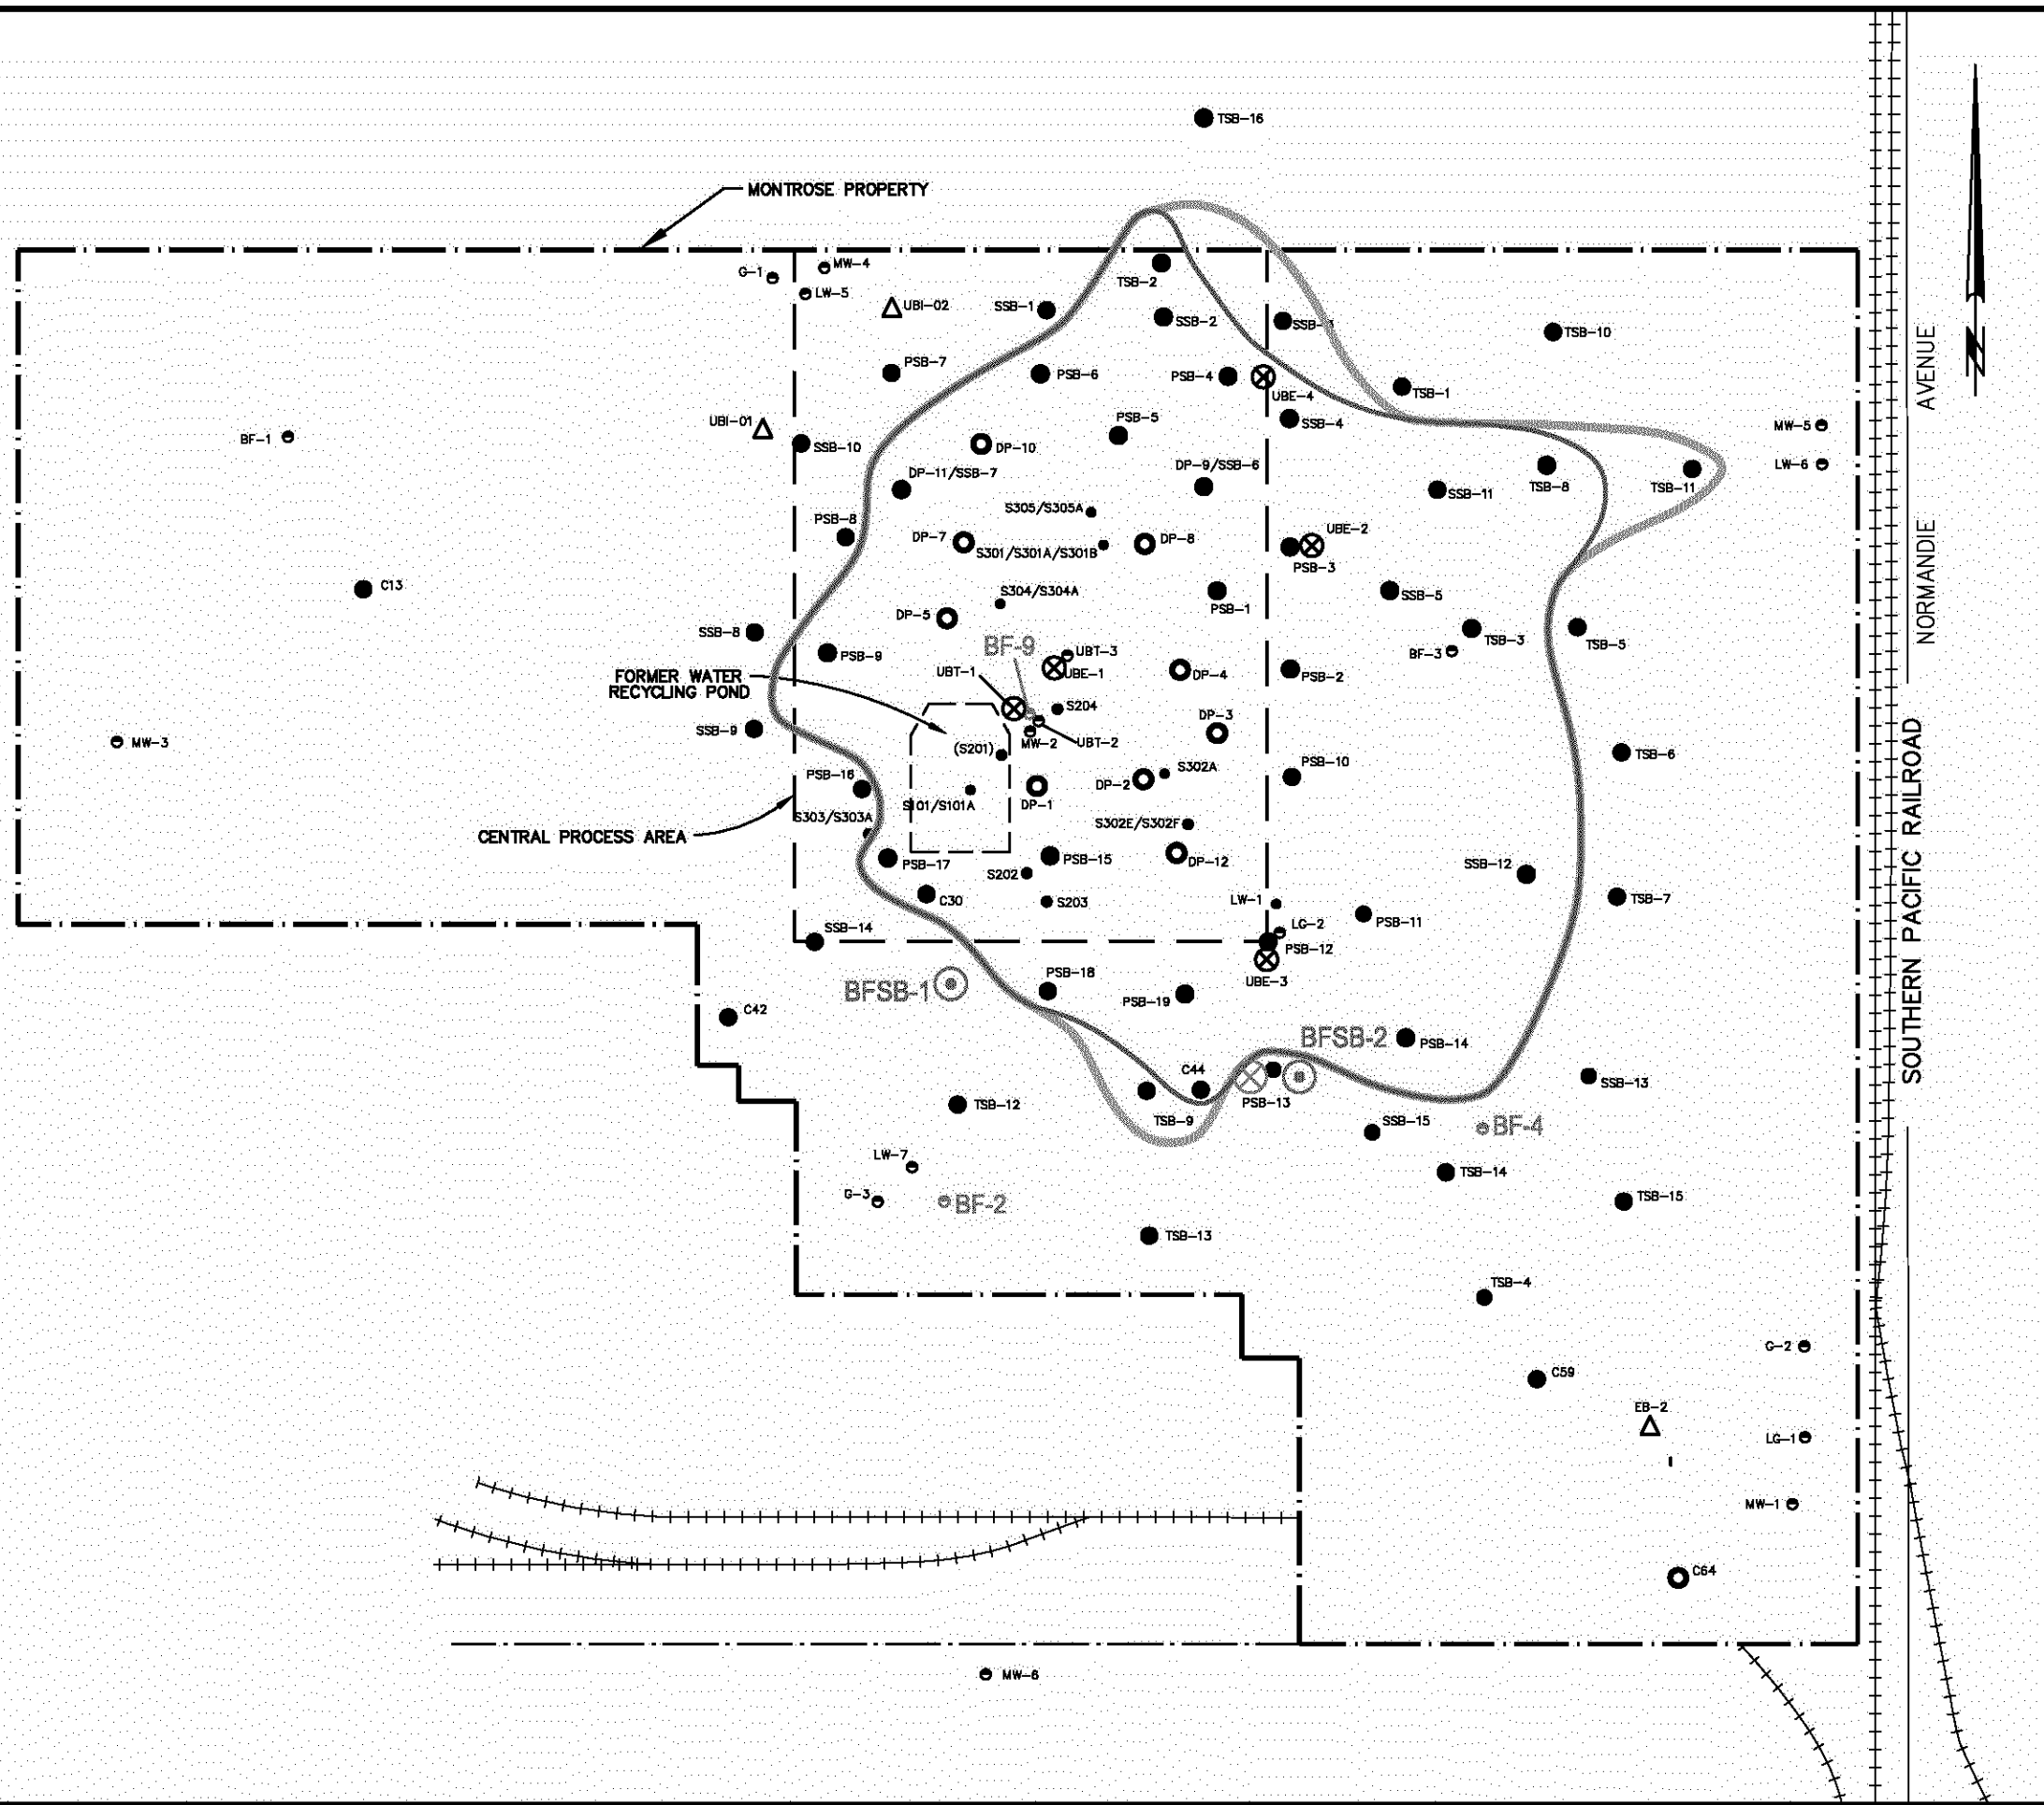 TSB-16
MONTROSE PROPERTY
G-1
MW-4
LW-5
UBI-02
SSB-1
TSB-2
SSB-2
TSB-10
PSB-7
PSB-6
PSB-4
UBE-4
TSB-1
UBI-01
SSB-10
PSB-5
SSB-4
MW-5
BF-1
DP-10
DP-11/SSB-7
DP-9/SSB-6
SSB-11
TSB-8
TSB-11
LW-6
S305/S305A
PSB-8
DP-7
S301/S301A/S301B
DP-8
UBE-2
PSB-3
C13
S304/S304A
PSB-1
SSB-5
DP-5
SSB-8
PSB-9
BF-9
UBT-3
TSB-3
TSB-5
BF-3
UBT-1
UBE-1
DP-4
PSB-2
FORMER WATER
RECYCLING POND
S204
DP-3
SSB-9
MW-3
(S201)
MW-2
UBT-2
TSB-6
PSB-16
S101/S101A
DP-1
DP-2
S302A
PSB-10
S303/S303A
CENTRAL PROCESS AREA
S302E/S302F
PSB-17
PSB-15
DP-12
SSB-12
S202
C30
S203
LW-1
PSB-11
TSB-7
SSB-14
LG-2
PSB-12
UBE-3
BFSB-1
PSB-18
PSB-19
C42
BFSB-2
PSB-14
C44
SSB-13
TSB-12
TSB-9
PSB-13
SSB-15
BF-4
LW-7
TSB-14
G-3
BF-2
TSB-15
TSB-13
TSB-4
G-2
C59
EB-2
LG-1
MW-1
C64
MW-6
NORMANDIE AVENUE
SOUTHERN PACIFIC RAILROAD
N